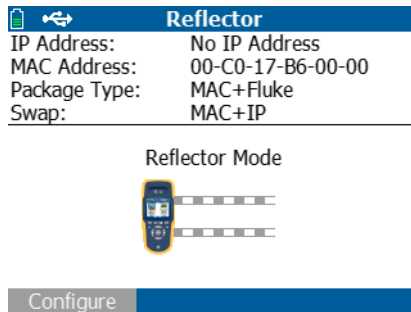 Reflector
IP Address: No IP Address
MAC Address: 00-C0-17-B6-00-00
Package Type: MAC+Fluke
Swap: MAC+IP
Reflector Mode
Configure